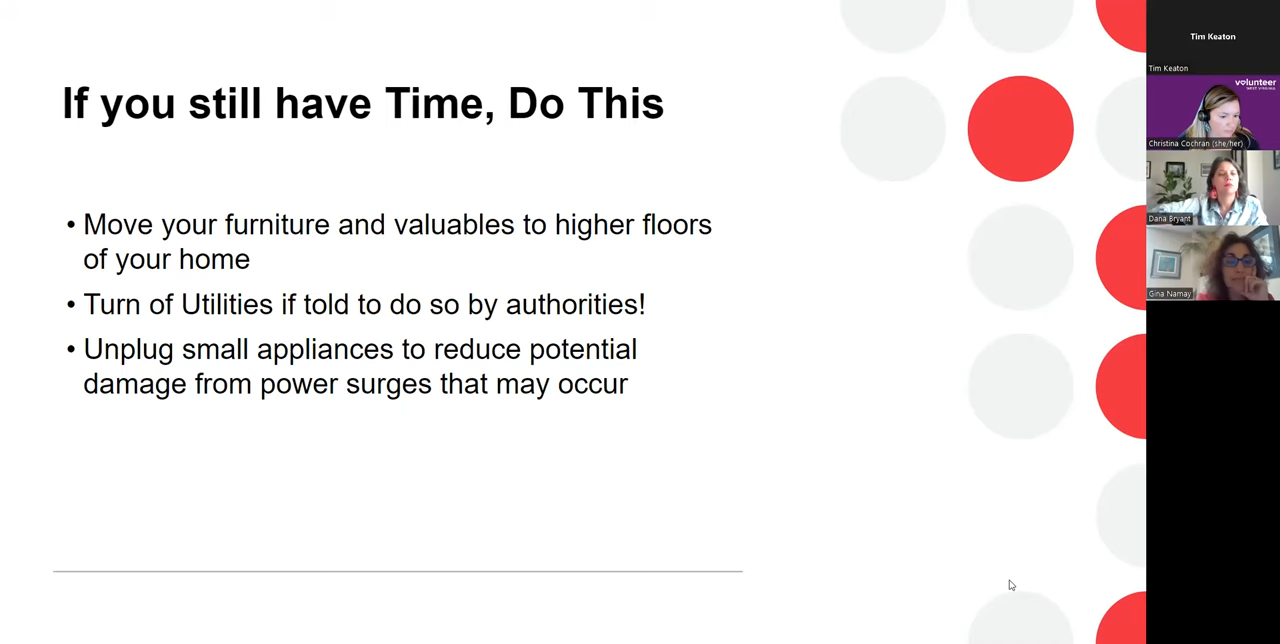 If you still have Time, Do This
• Move your furniture and valuables to higher floors
of your home
• Turn of Utilities if told to do so by authorities!
• Unplug small appliances to reduce potential
damage from power surges that may occur
Tim Keaton
Tim Keaton
volunteer
WEST VIRGINIA
Christina Cochran (she/her)
Dana Bryant
Gina Namay